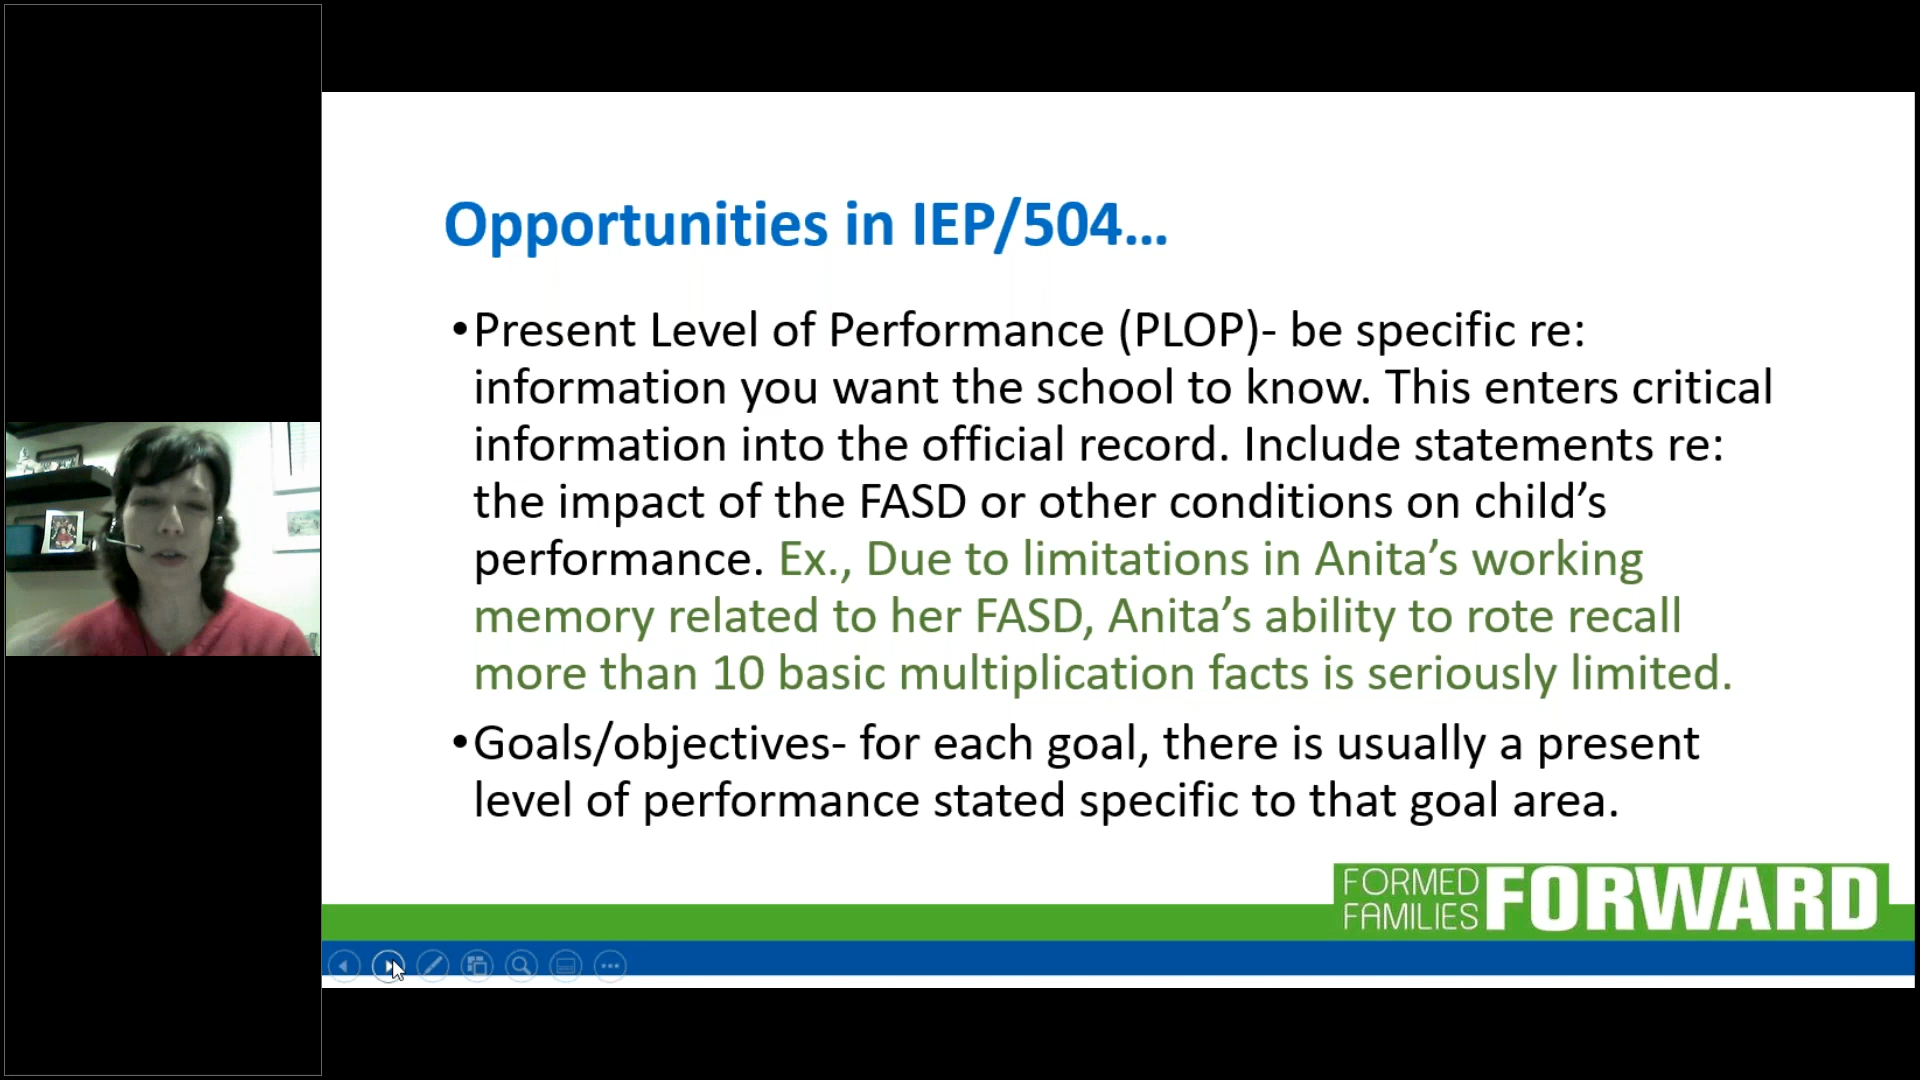 Opportunities in IEP/504…
•Present Level of Performance (PLOP)- be specific re:
information you want the school to know. This enters critical
information into the official record. Include statements re:
the impact of the FASD or other conditions on child’s
performance. Ex., Due to limitations in Anita’s working
memory related to her FASD, Anita’s ability to rote recall
more than 10 basic multiplication facts is seriously limited.
•Goals/objectives- for each goal, there is usually a present
level of performance stated specific to that goal area.
FORMED
FAMILIES
FORWARD